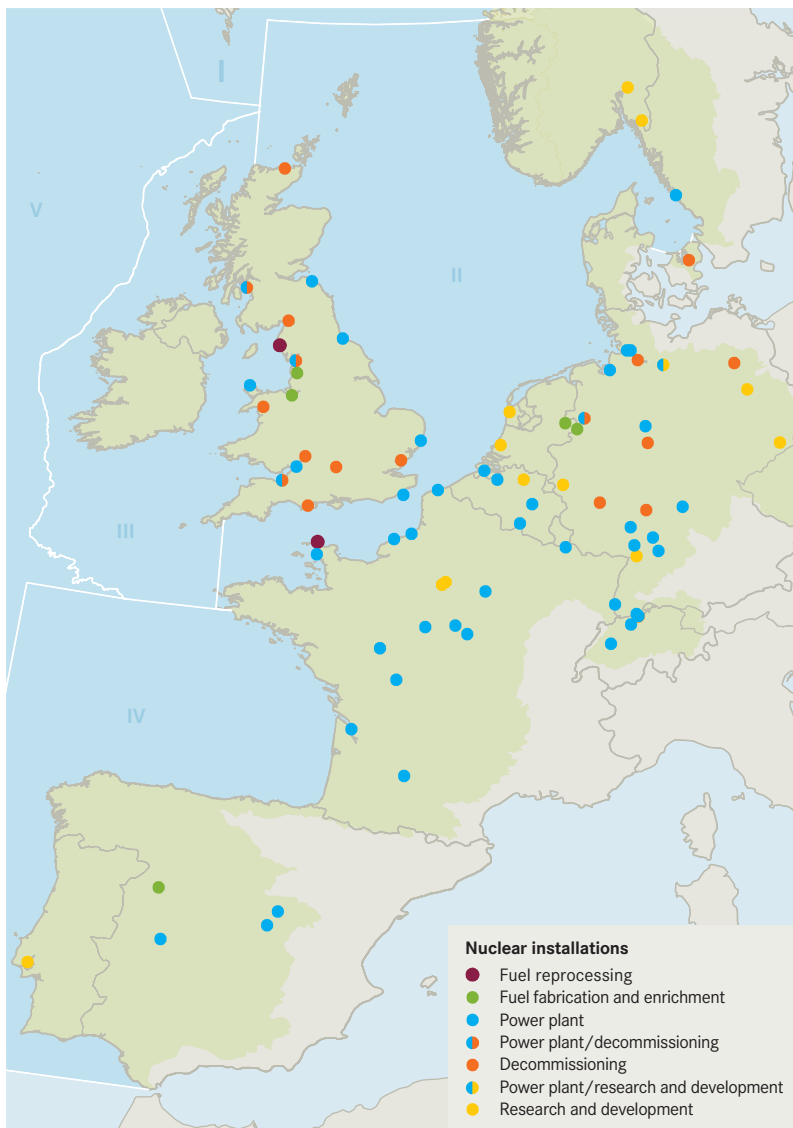 I
V
II
III
IV
Nuclear installations
Fuel reprocessing
Fuel fabrication and enrichment
Power plant
Power plant/decommissioning
Decommissioning
Power plant/research and development
Research and development